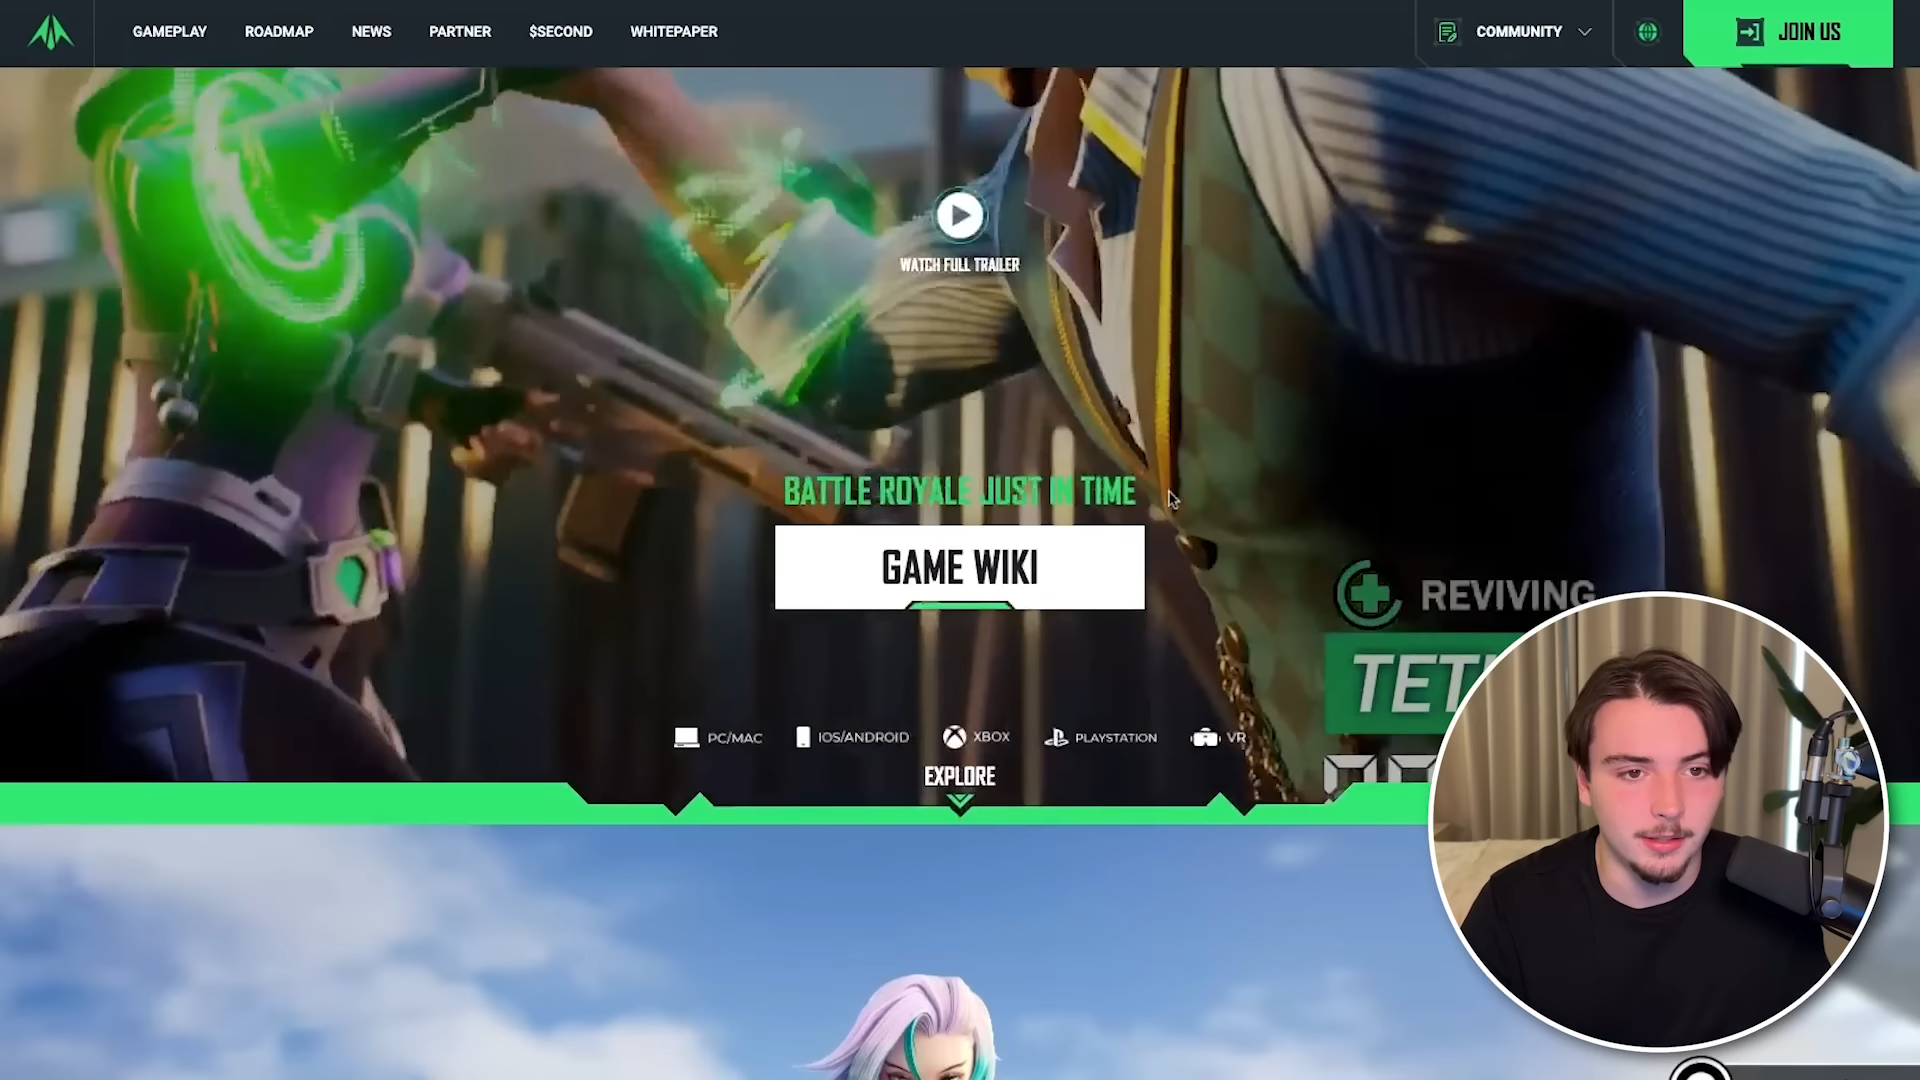 GAMEPLAY ROADMAP NEWS PARTNER $SECOND WHITEPAPER COMMUNITY JOIN US
WATCH FULL TRAILER
BATTLE ROYALE JUST IN TIME
GAME WIKI
REVIVING
PC/MAC IOS/ANDROID XBOX PLAYSTATION VR
EXPLORE